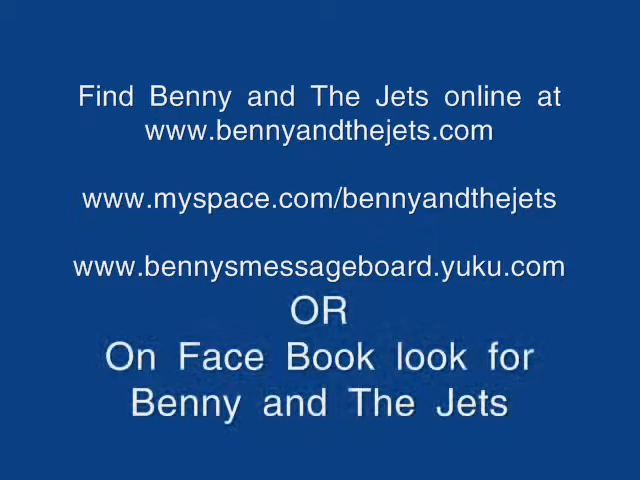 Find Benny and The Jets online at
www.bennyandthejets.com
www.myspace.com/bennyandthejets
www.bennysmessageboard.yuku.com
OR
On Face Book look for
Benny and The Jets